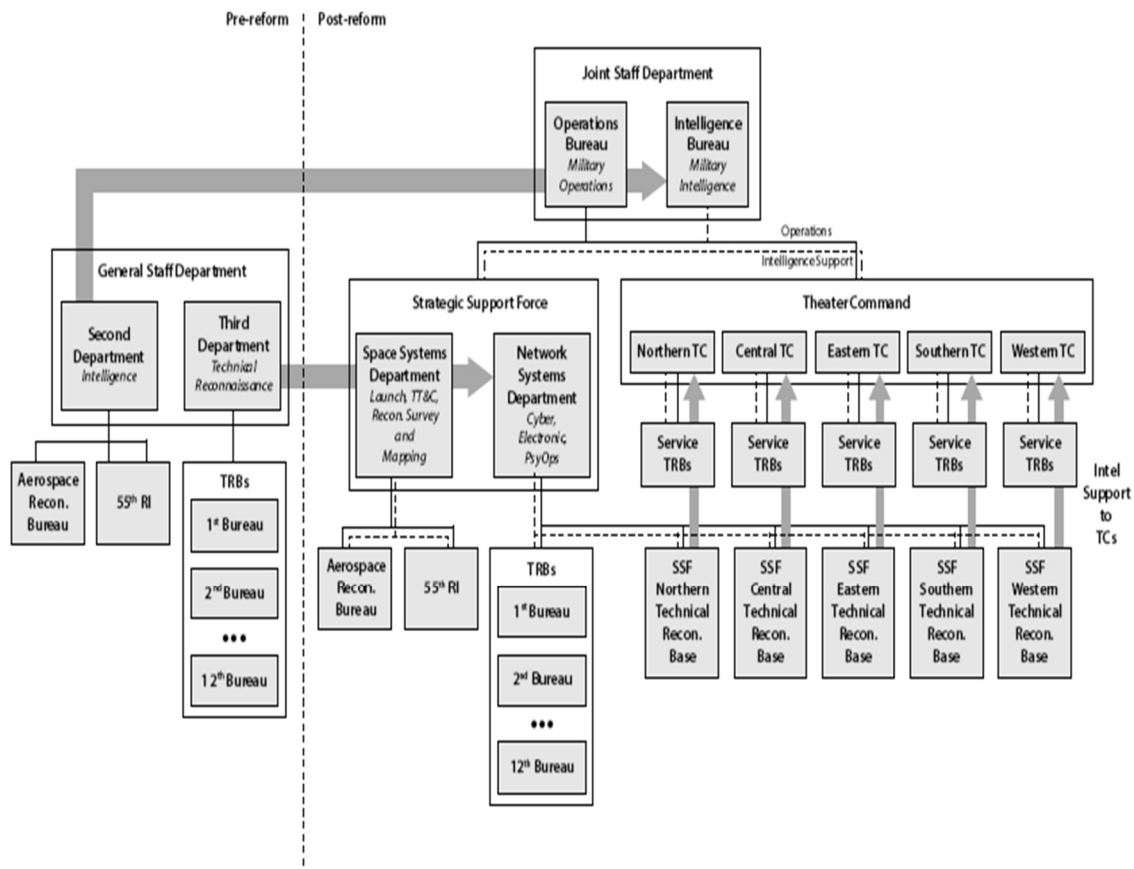 Pre-reform
Post-reform
Joint Staff Department
Operations
Bureau
Military
Operations
Intelligence
Bureau
Military
Intelligence
Operations
Intelligence Support
General Staff Department
Second
Department
Intelligence
Third
Department
Technical
Reconnaissance
Aerospace
Recon.
Bureau
55th RI
TRBs
1st Bureau
2nd Bureau
•••
12th Bureau
Strategic Support Force
Space Systems
Department
Launch, TT&C,
Recon. Survey
and
Mapping
Network
Systems
Department
Cyber,
Electronic,
PsyOps
Aerospace
Recon.
Bureau
55th RI
TRBs
1st Bureau
2nd Bureau
•••
12th Bureau
Theater Command
Northern TC
Central TC
Eastern TC
Southern TC
Western TC
Service
TRBs
Service
TRBs
Service
TRBs
Service
TRBs
Service
TRBs
Intel
Support
to
TCs
SSF
Northern
Technical
Recon.
Base
SSF
Central
Technical
Recon.
Base
SSF
Eastern
Technical
Recon.
Base
SSF
Southern
Technical
Recon.
Base
SSF
Western
Technical
Recon.
Base